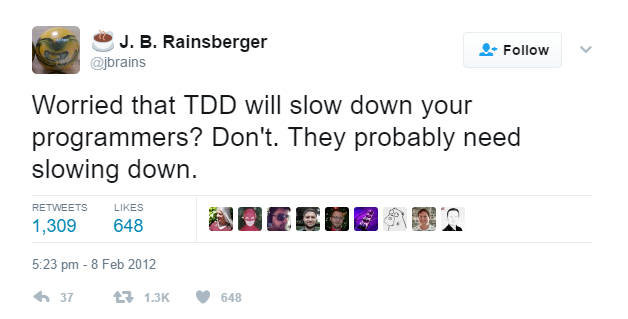 J. B. Rainsberger
@jbrains
Follow
Worried that TDD will slow down your
programmers? Don't. They probably need
slowing down.
RETWEETS LIKES
1,309 648
5:23 pm - 8 Feb 2012
37 1.3K 648